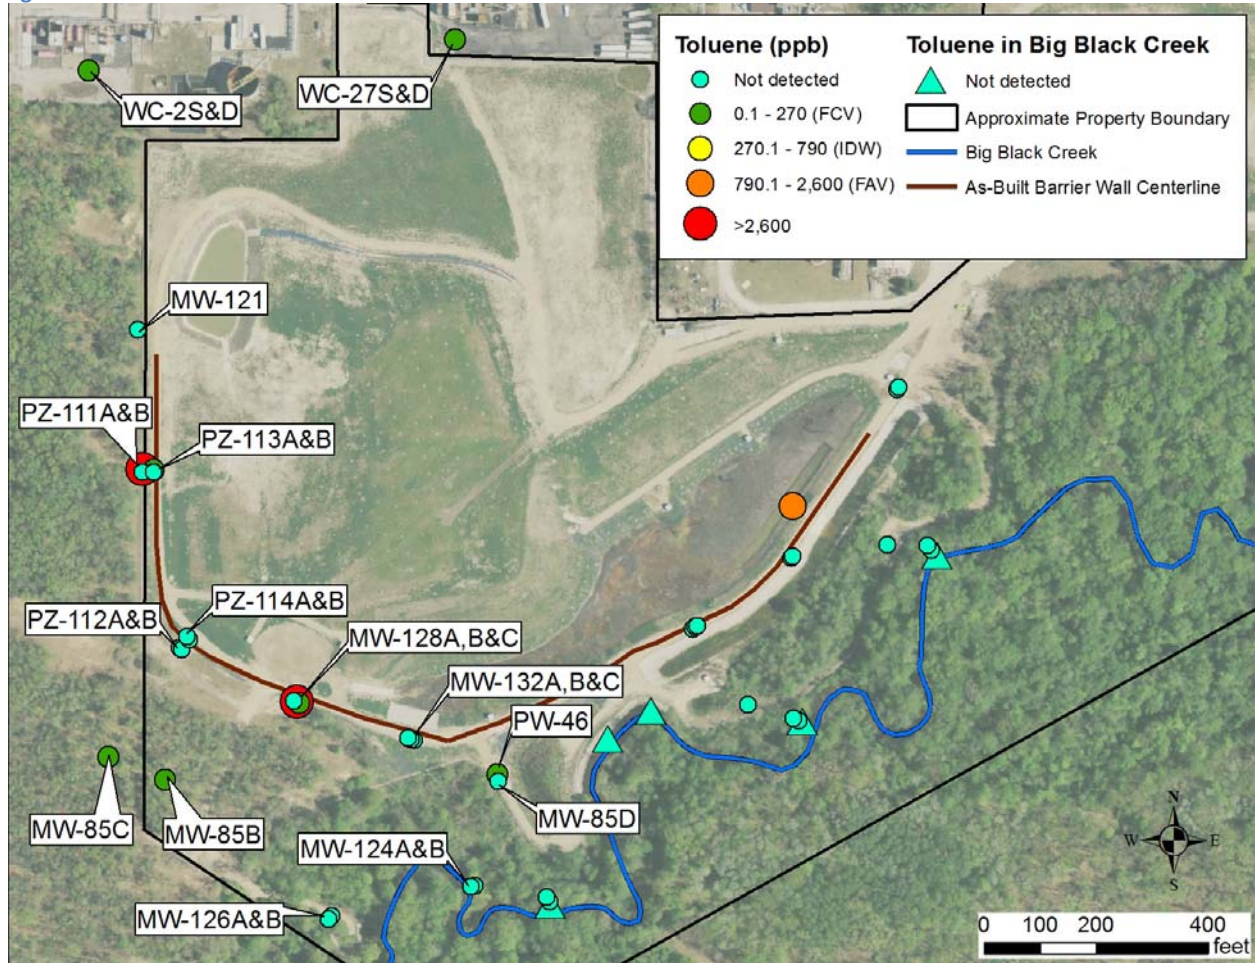 WC-2S&D
WC-27S&D
Toluene (ppb)
Not detected
0.1 - 270 (FCV)
270.1 - 790 (IDW)
790.1 - 2,600 (FAV)
>2,600
Toluene in Big Black Creek
Not detected
Approximate Property Boundary
Big Black Creek
As-Built Barrier Wall Centerline
MW-121
PZ-111A&B
PZ-113A&B
PZ-114A&B
PZ-112A&B
MW-128A,B&C
MW-132A,B&C
PW-46
MW-85C
MW-85B
MW-85D
MW-124A&B
MW-126A&B
N
W
E
S
0 100 200 400
feet